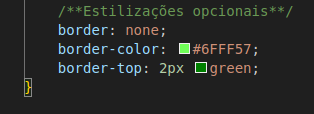 /**Estilizações opcionais**/
border: none;
border-color: #6FFF57;
border-top: 2px green;
}